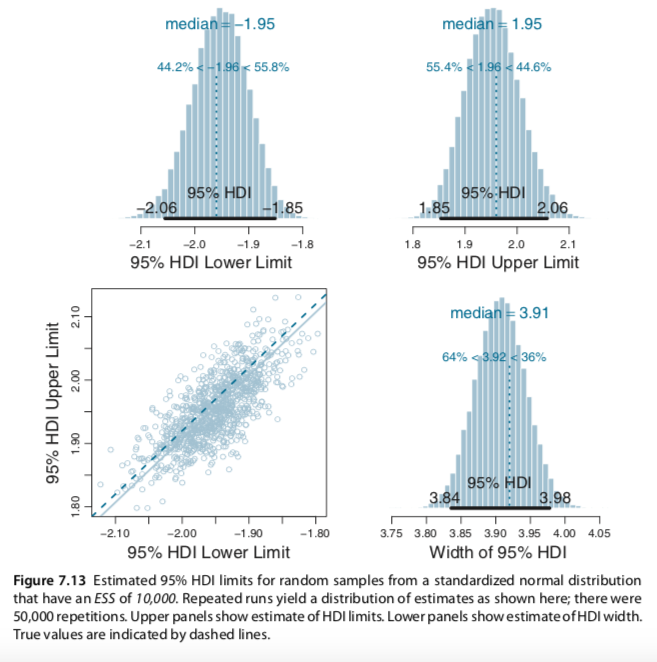 median = −1.95
44.2% < −1.96 < 55.8%
95% HDI
−2.06
−1.85
−2.1
−2.0
−1.9
−1.8
95% HDI Lower Limit
median = 1.95
55.4% < 1.96 < 44.6%
95% HDI
1.85
2.06
1.8
1.9
2.0
2.1
95% HDI Upper Limit
95% HDI Upper Limit
2.10
2.00
1.90
1.80
−2.10
−2.00
−1.90
−1.80
95% HDI Lower Limit
median = 3.91
64% < 3.92 < 36%
95% HDI
3.84
3.98
3.75
3.80
3.85
3.90
3.95
4.00
4.05
Width of 95% HDI
Figure 7.13 Estimated 95% HDI limits for random samples from a standardized normal distribution
that have an ESS of 10,000. Repeated runs yield a distribution of estimates as shown here; there were
50,000 repetitions. Upper panels show estimate of HDI limits. Lower panels show estimate of HDI width.
True values are indicated by dashed lines.